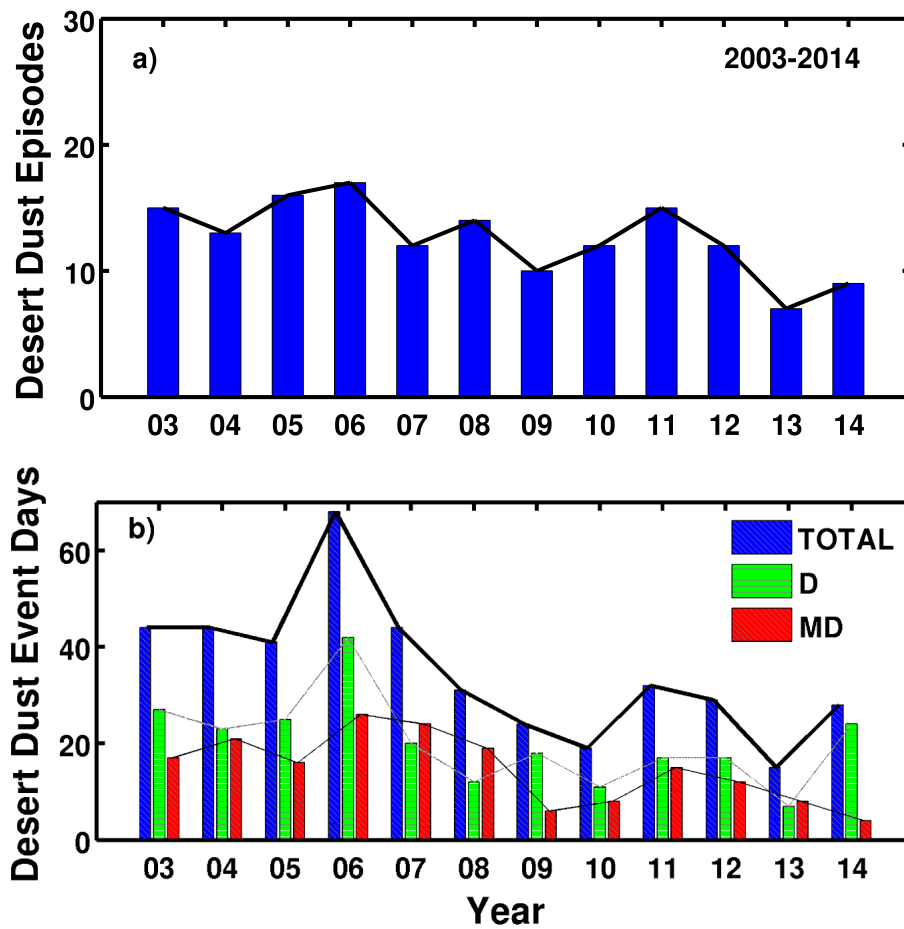 30
20
10
0
Desert Dust Episodes
a)
2003-2014
03 04 05 06 07 08 09 10 11 12 13 14
60
40
20
0
Desert Dust Event Days
b)
TOTAL
D
MD
03 04 05 06 07 08 09 10 11 12 13 14
Year